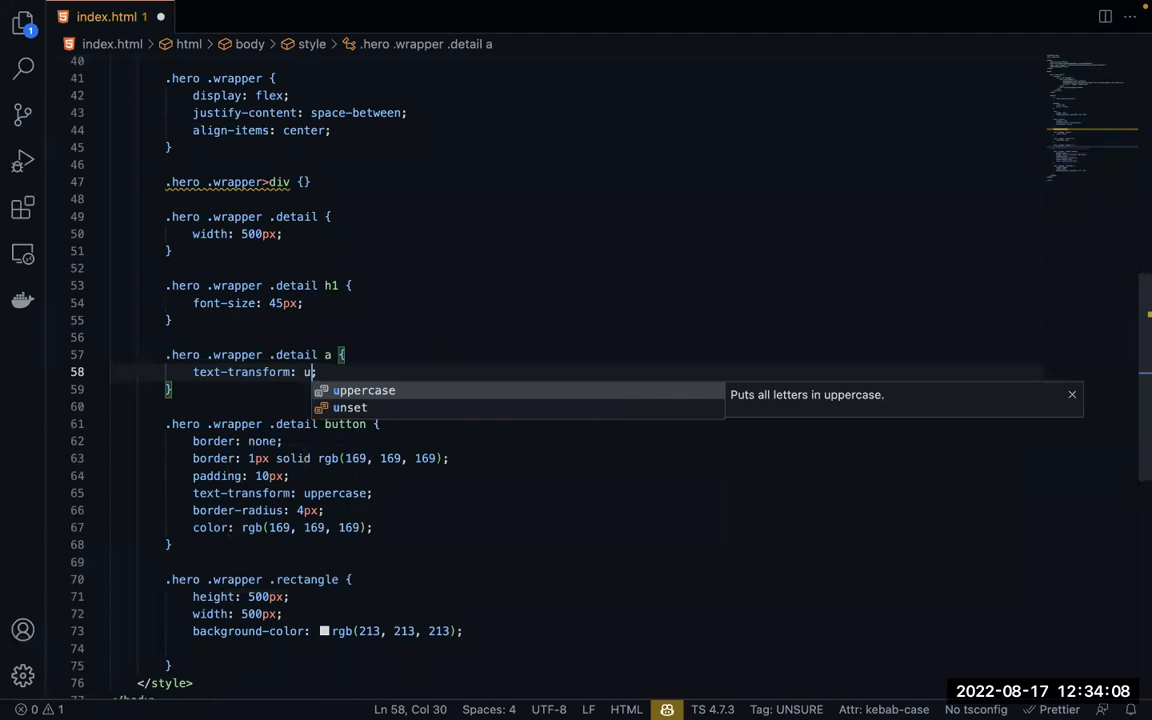 index.html 1
index.html > html > body > style > .hero .wrapper .detail a
1
40
41 .hero .wrapper {
42 display: flex;
43 justify-content: space-between;
44 align-items: center;
45 }
46
47 .hero .wrapper>div {}
48
49 .hero .wrapper .detail {
50 width: 500px;
51 }
52
53 .hero .wrapper .detail h1 {
54 font-size: 45px;
55 }
56
57 .hero .wrapper .detail a {
58 text-transform: u;
uppercase
Puts all letters in uppercase.
59 }
unset
60
61 .hero .wrapper .detail button {
62 border: none;
63 border: 1px solid rgb(169, 169, 169);
64 padding: 10px;
65 text-transform: uppercase;
66 border-radius: 4px;
67 color: rgb(169, 169, 169);
68 }
69
70 .hero .wrapper .rectangle {
71 height: 500px;
72 width: 500px;
73 background-color: rgb(213, 213, 213);
74
75 }
76 </style>
2022-08-17 12:34:08
0 1 Ln 58, Col 30 Spaces: 4 UTF-8 LF HTML TS 4.7.3 Tag: UNSURE Attr: kebab-case No tsconfig Prettier